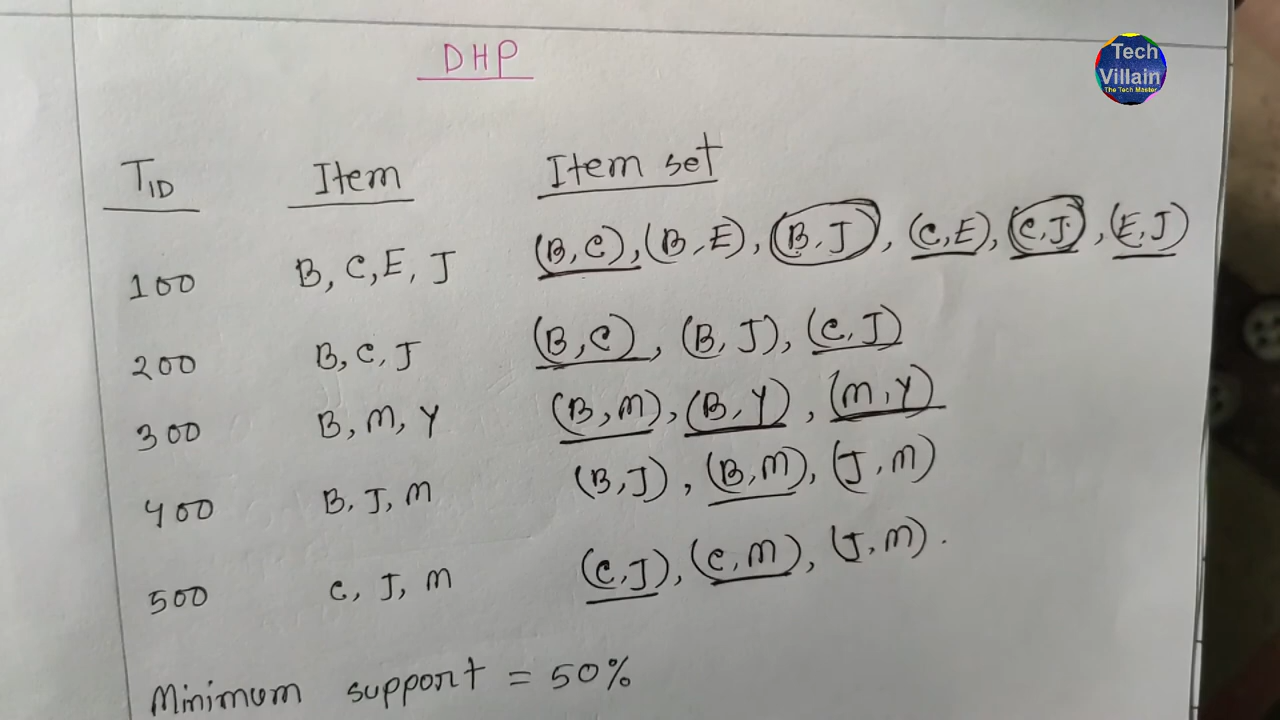 DHP
Tech
Villain
The Tech Master
TID Item Item set
100 B, C, E, J (B, C), (B, E), (B, J), (C, E), (C, J), (E, J)
200 B, C, J (B, C), (B, J), (C, J)
300 B, M, Y (B, M), (B, Y), (M, Y)
400 B, J, M (B, J), (B, M), (J, M)
500 C, J, M (C, J), (C, M), (J, M).
Minimum support = 50%